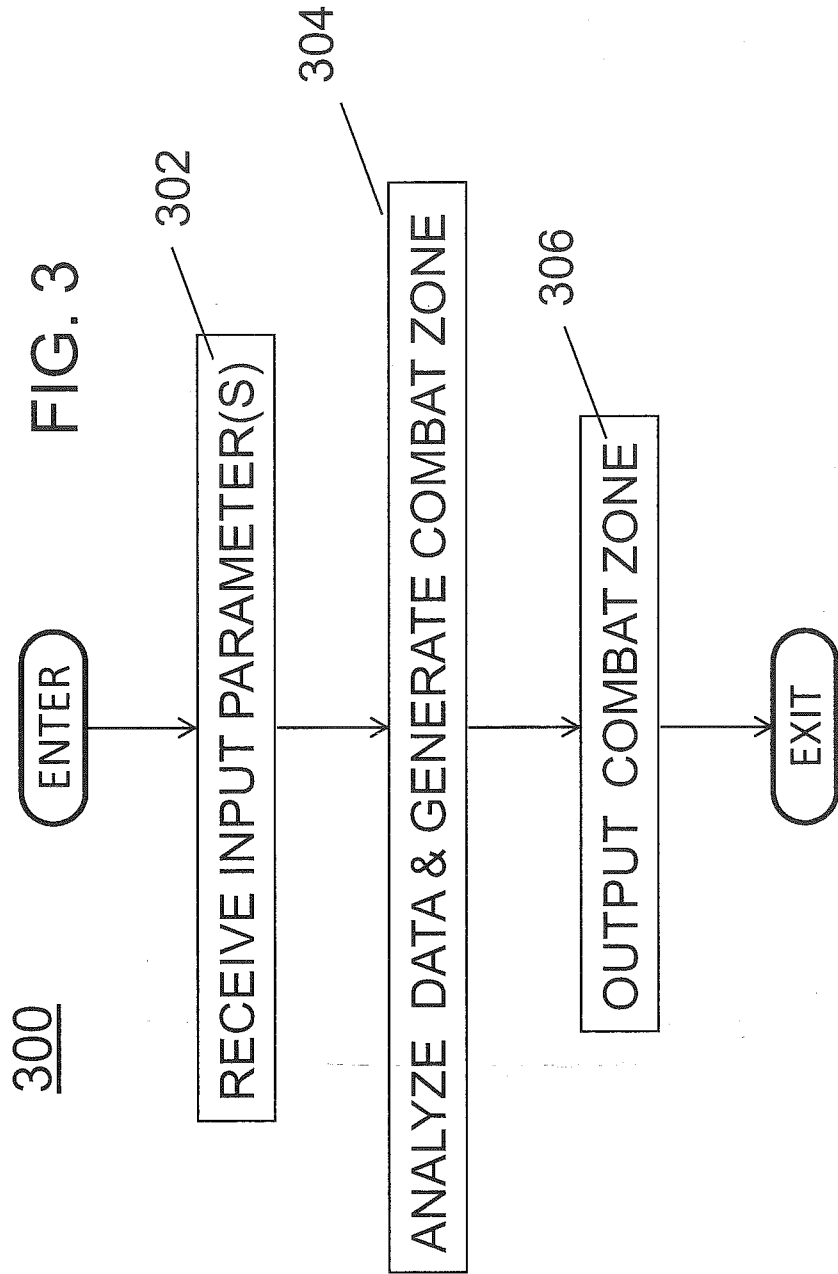 300
FIG. 3
ENTER
RECEIVE INPUT PARAMETER(S)
302
ANALYZE DATA & GENERATE COMBAT ZONE
304
OUTPUT COMBAT ZONE
306
EXIT